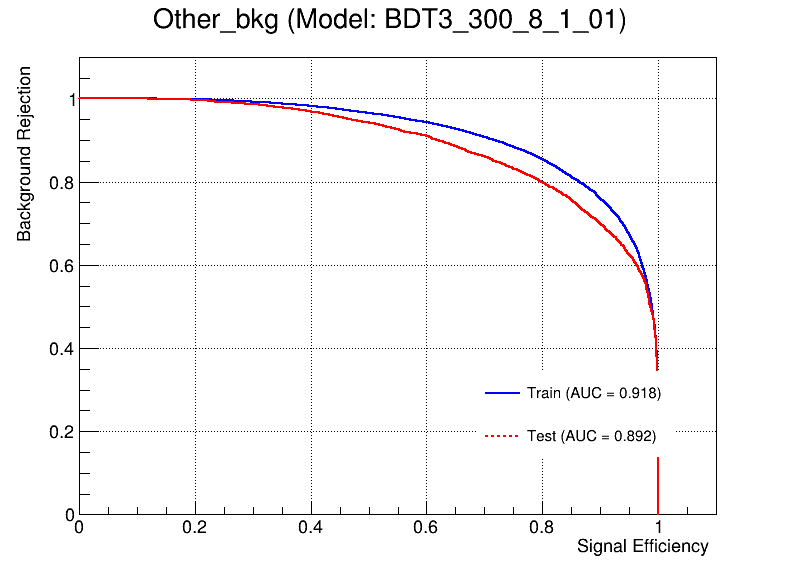 Other_bkg (Model: BDT3_300_8_1_01)
Background Rejection
1
0.8
0.6
0.4
0.2
0
Train (AUC = 0.918)
Test (AUC = 0.892)
0 0.2 0.4 0.6 0.8 1
Signal Efficiency